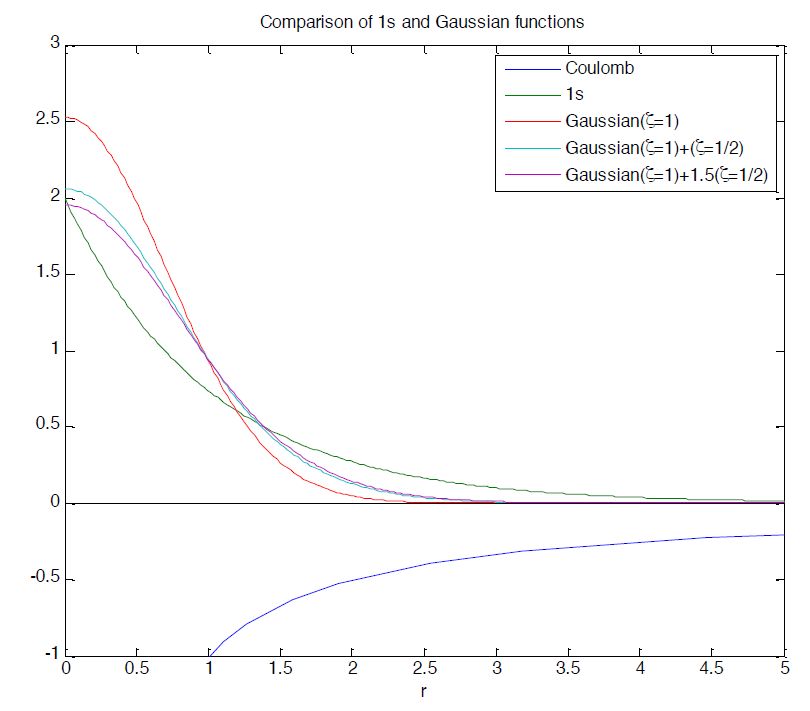 Comparison of 1s and Gaussian functions
3
2.5
2
1.5
1
0.5
0
-0.5
-1
Coulomb
1s
Gaussian(ζ=1)
Gaussian(ζ=1)+(ζ=1/2)
Gaussian(ζ=1)+1.5(ζ=1/2)
0 0.5 1 1.5 2 2.5 3 3.5 4 4.5 5
r